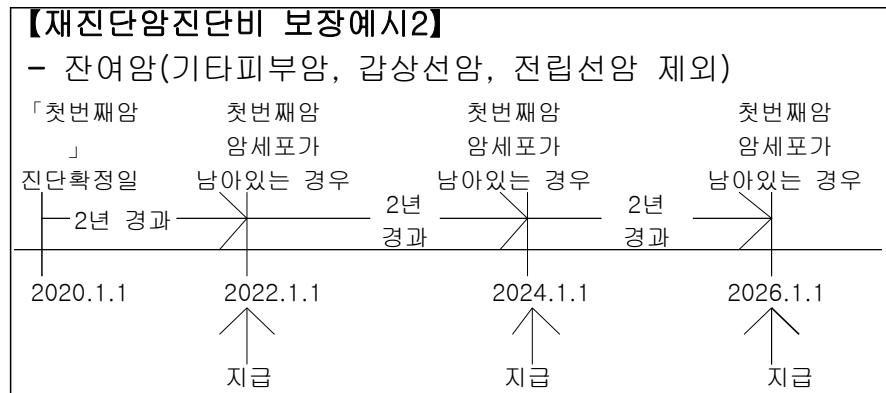 【재진단암진단비 보장예시2】
- 잔여암(기타피부암, 갑상선암, 전립선암 제외)
「첫번째암 첫번째암 첫번째암 첫번째암
」 암세포가 암세포가 암세포가
진단확정일 남아있는 경우 남아있는 경우 남아있는 경우
2년 경과 2년 2년
경과 경과
2020.1.1 2022.1.1 2024.1.1 2026.1.1
지급 지급 지급